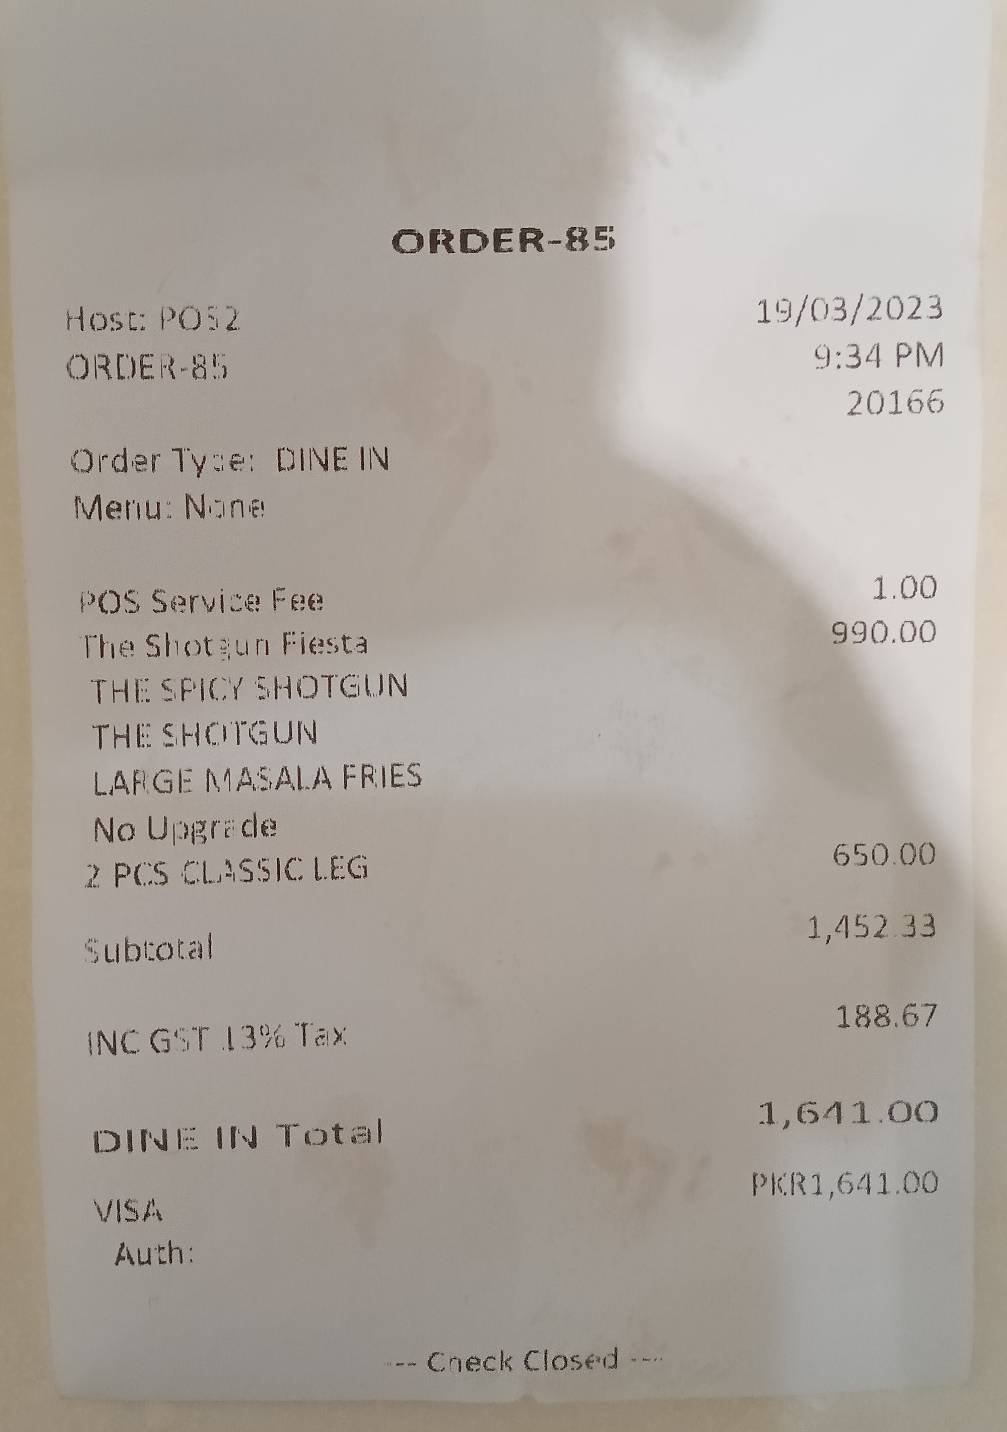 ORDER-85
Host: POS2 19/03/2023
ORDER-85 9:34 PM
20166
Order Type: DINE IN
Menu: None
POS Service Fee 1.00
The Shotgun Fiesta 990.00
THE SPICY SHOTGUN
THE SHOTGUN
LARGE MASALA FRIES
No Upgrade
2 PCS CLASSIC LEG 650.00
Subtotal 1,452.33
INC GST 13% Tax 188.67
DINE IN Total 1,641.00
VISA PKR1,641.00
Auth:
--- Check Closed ---